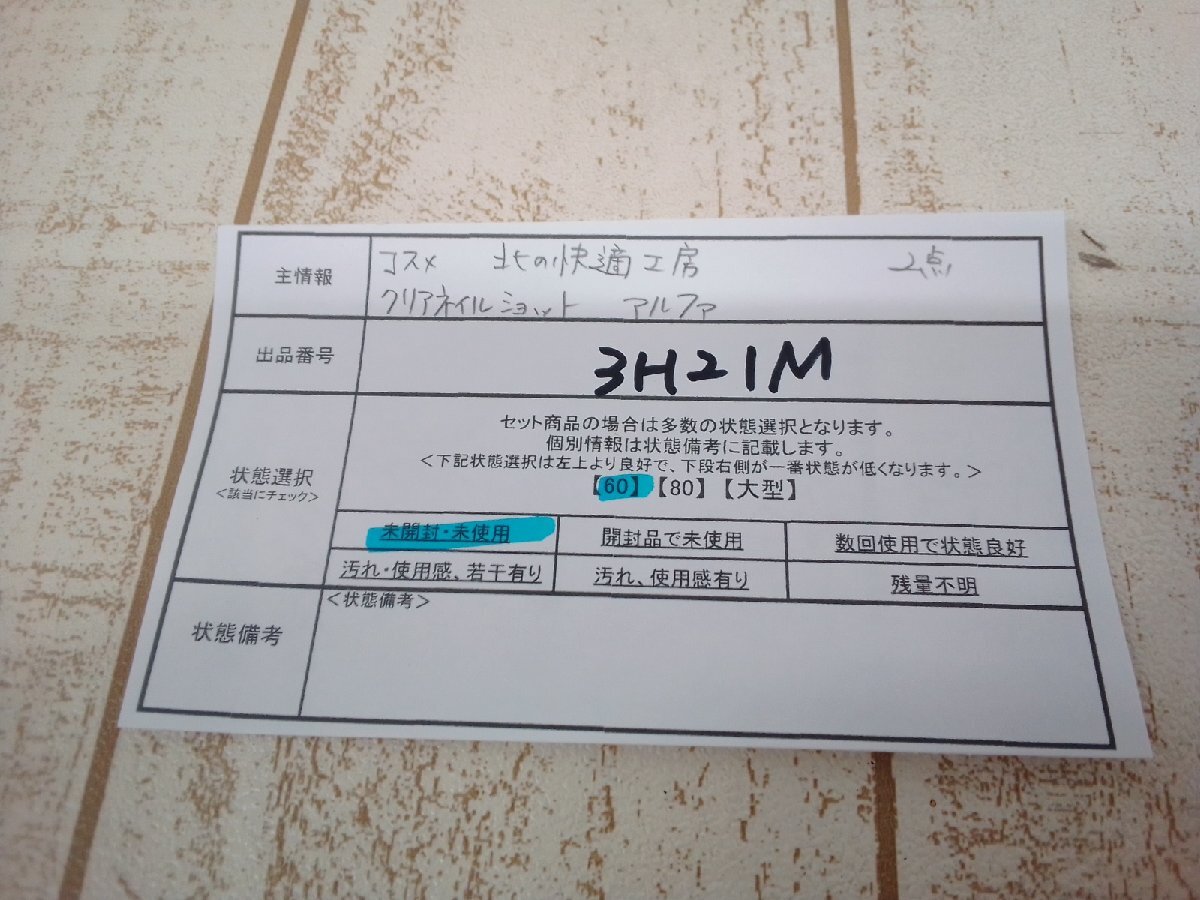 主情報
コスメ 北の快適工房 2点
クリアネイルショット アルファ
出品番号
3H21M
状態選択
<該当にチェック>
セット商品の場合は多数の状態選択となります。
個別情報は状態備考に記載します。
<下記状態選択は左上より良好で、下段右側が一番状態が低くなります。>
【60】【80】【大型】
未開封・未使用 開封品で未使用 数回使用で状態良好
汚れ・使用感、若干有り 汚れ、使用感有り 残量不明
状態備考
<状態備考>